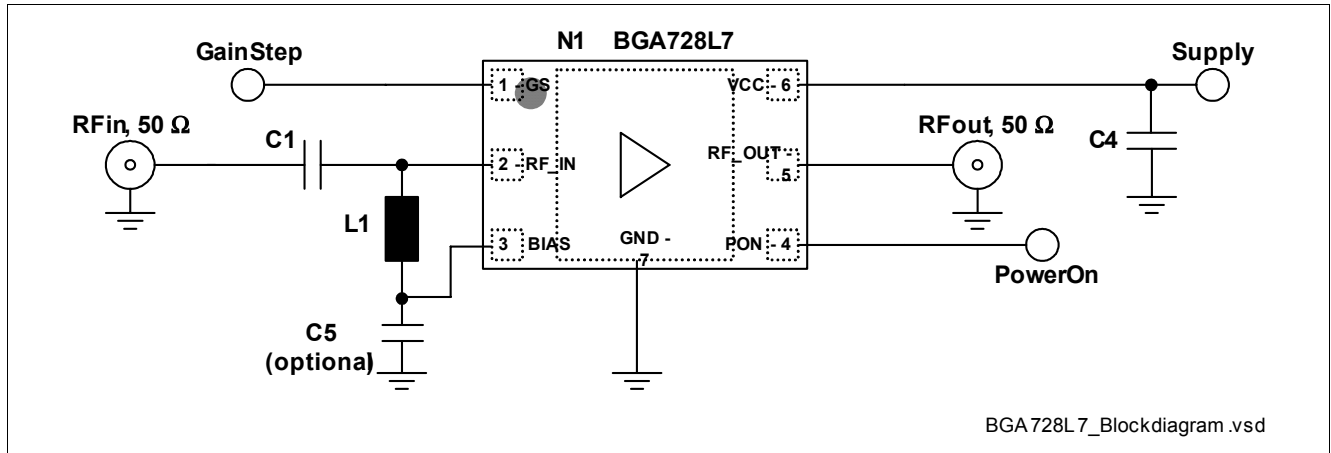 N1 BGA728L7
GainStep
Supply
1 - GS
VCC - 6
RFin, 50 Ω
C1
RFout, 50 Ω
C4
2 - RF_IN
RF_OUT -
5
L1
3 BIAS
GND -
7
PON - 4
PowerOn
C5
(optional)
BGA728L7_Blockdiagram.vsd